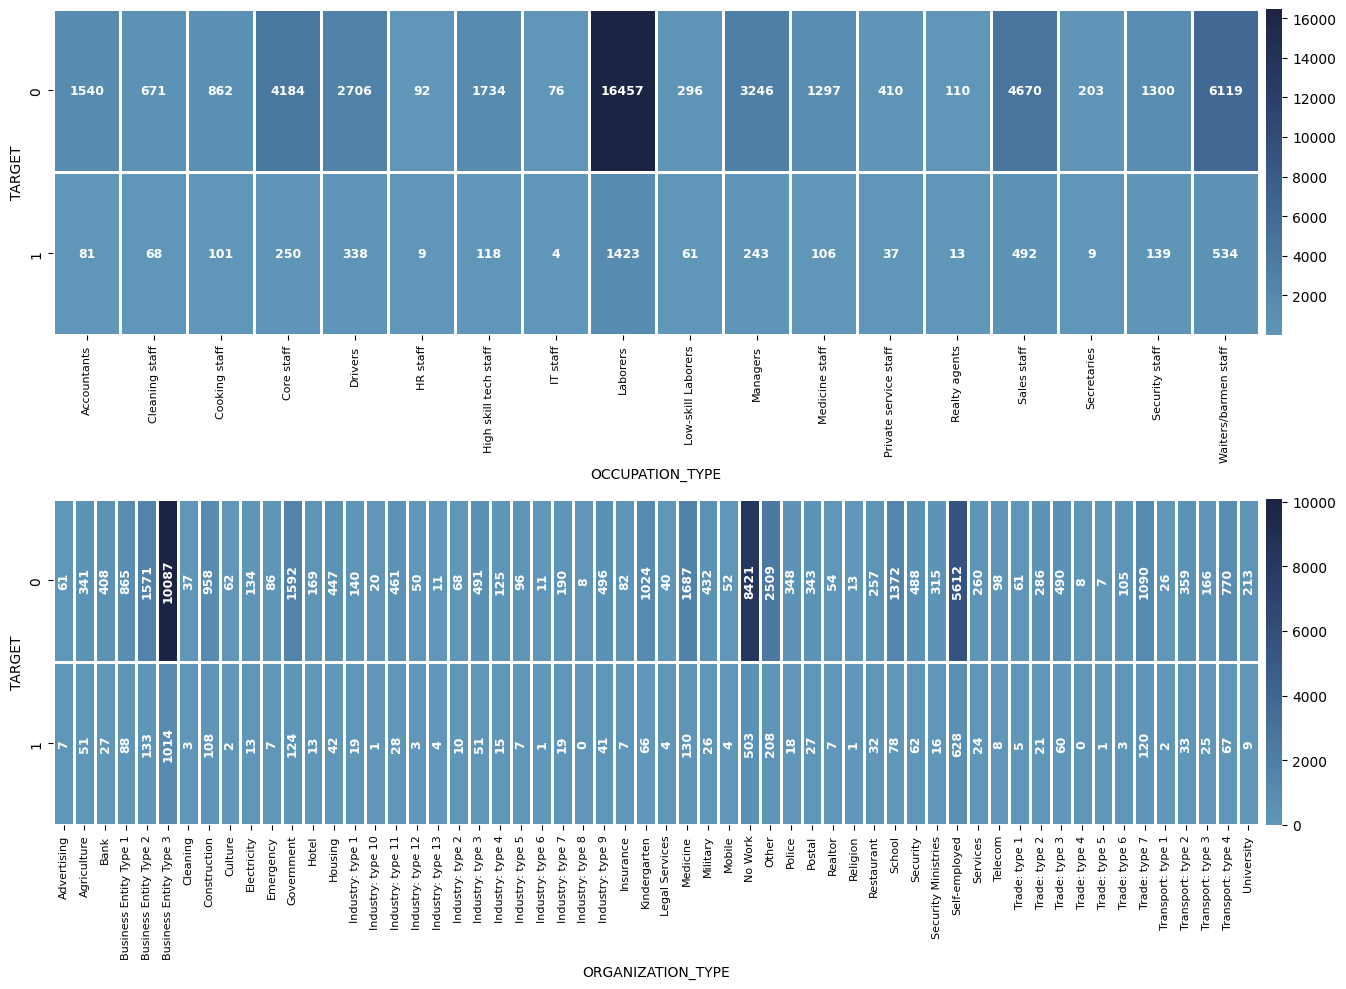 16000
14000
12000
10000
8000
6000
4000
2000
TARGET
0
1540 671 862 4184 2706 92 1734 76 16457 296 3246 1297 410 110 4670 203 1300 6119
1
81 68 101 250 338 9 118 4 1423 61 243 106 37 13 492 9 139 534
Accountants
Cleaning staff
Cooking staff
Core staff
Drivers
HR staff
High skill tech staff
IT staff
Laborers
Low-skill Laborers
Managers
Medicine staff
Private service staff
Realty agents
Sales staff
Secretaries
Security staff
Waiters/barmen staff
OCCUPATION_TYPE
10000
8000
6000
4000
2000
0
TARGET
0
61 341 408 865 1571 10087 37 958 62 134 86 1592 169 447 140 20 461 50 11 68 491 125 96 11 190 8 496 82 1024 40 1687 432 52 8421 2509 348 343 54 13 257 1372 488 315 5612 260 98 61 286 490 8 7 105 1090 26 359 166 770 213
1
7 51 27 88 133 1014 3 108 2 13 7 124 13 42 19 1 28 3 4 10 51 15 7 1 19 0 41 7 66 4 130 26 4 503 208 18 27 7 1 32 78 62 16 628 24 8 5 21 60 0 1 3 120 2 33 25 67 9
Advertising
Agriculture
Bank
Business Entity Type 1
Business Entity Type 2
Business Entity Type 3
Cleaning
Construction
Culture
Electricity
Emergency
Government
Hotel
Housing
Industry: type 1
Industry: type 10
Industry: type 11
Industry: type 12
Industry: type 13
Industry: type 2
Industry: type 3
Industry: type 4
Industry: type 5
Industry: type 6
Industry: type 7
Industry: type 8
Industry: type 9
Insurance
Kindergarten
Legal Services
Medicine
Military
Mobile
No Work
Other
Police
Postal
Realtor
Religion
Restaurant
School
Security
Security Ministries
Self-employed
Services
Telecom
Trade: type 1
Trade: type 2
Trade: type 3
Trade: type 4
Trade: type 5
Trade: type 6
Trade: type 7
Transport: type 1
Transport: type 2
Transport: type 3
Transport: type 4
University
ORGANIZATION_TYPE